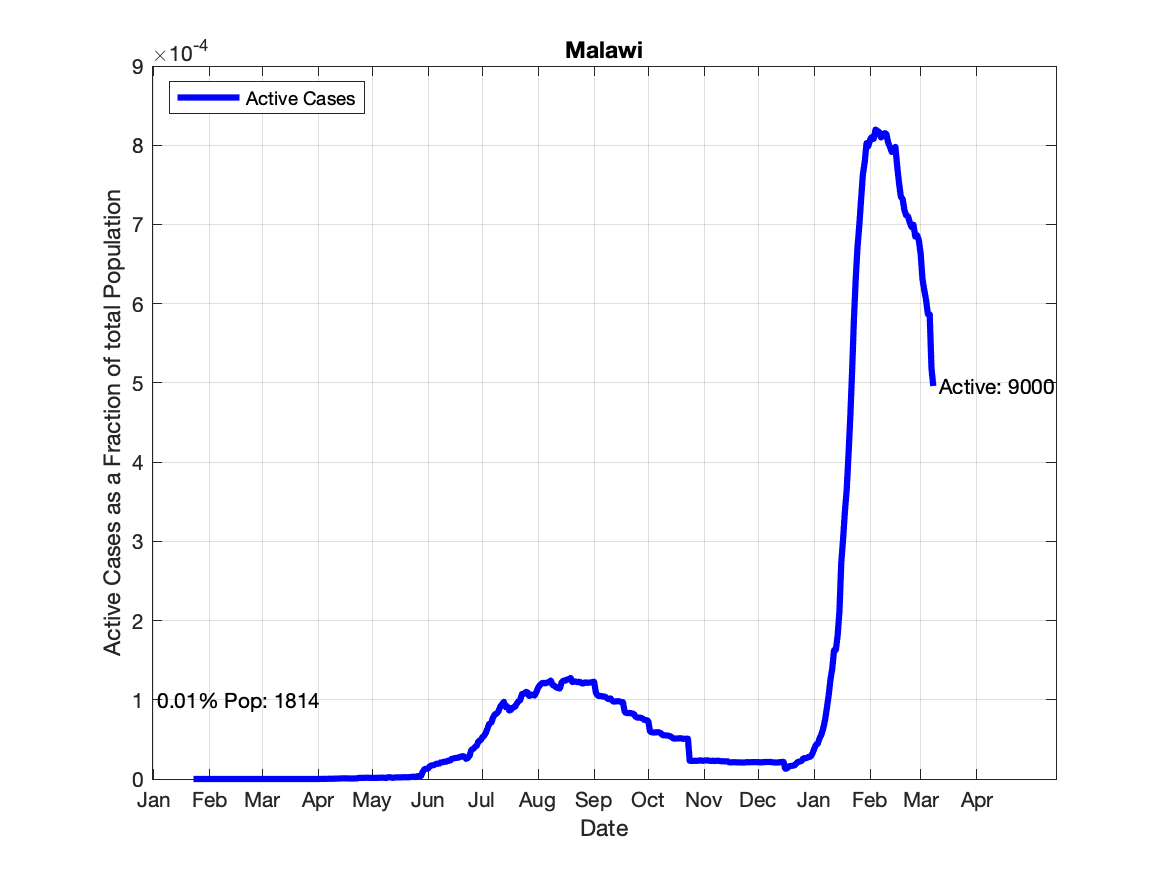 Malawi
×10-4
9
8
7
6
5
4
3
2
1
0
Active Cases
Active Cases as a Fraction of total Population
Active: 9000
0.01% Pop: 1814
Jan Feb Mar Apr May Jun Jul Aug Sep Oct Nov Dec Jan Feb Mar Apr
Date